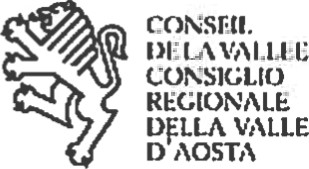 CONSEIL
DE LA VALLEE
CONSIGLIO
REGIONALE
DELLA VALLE
D'AOSTA